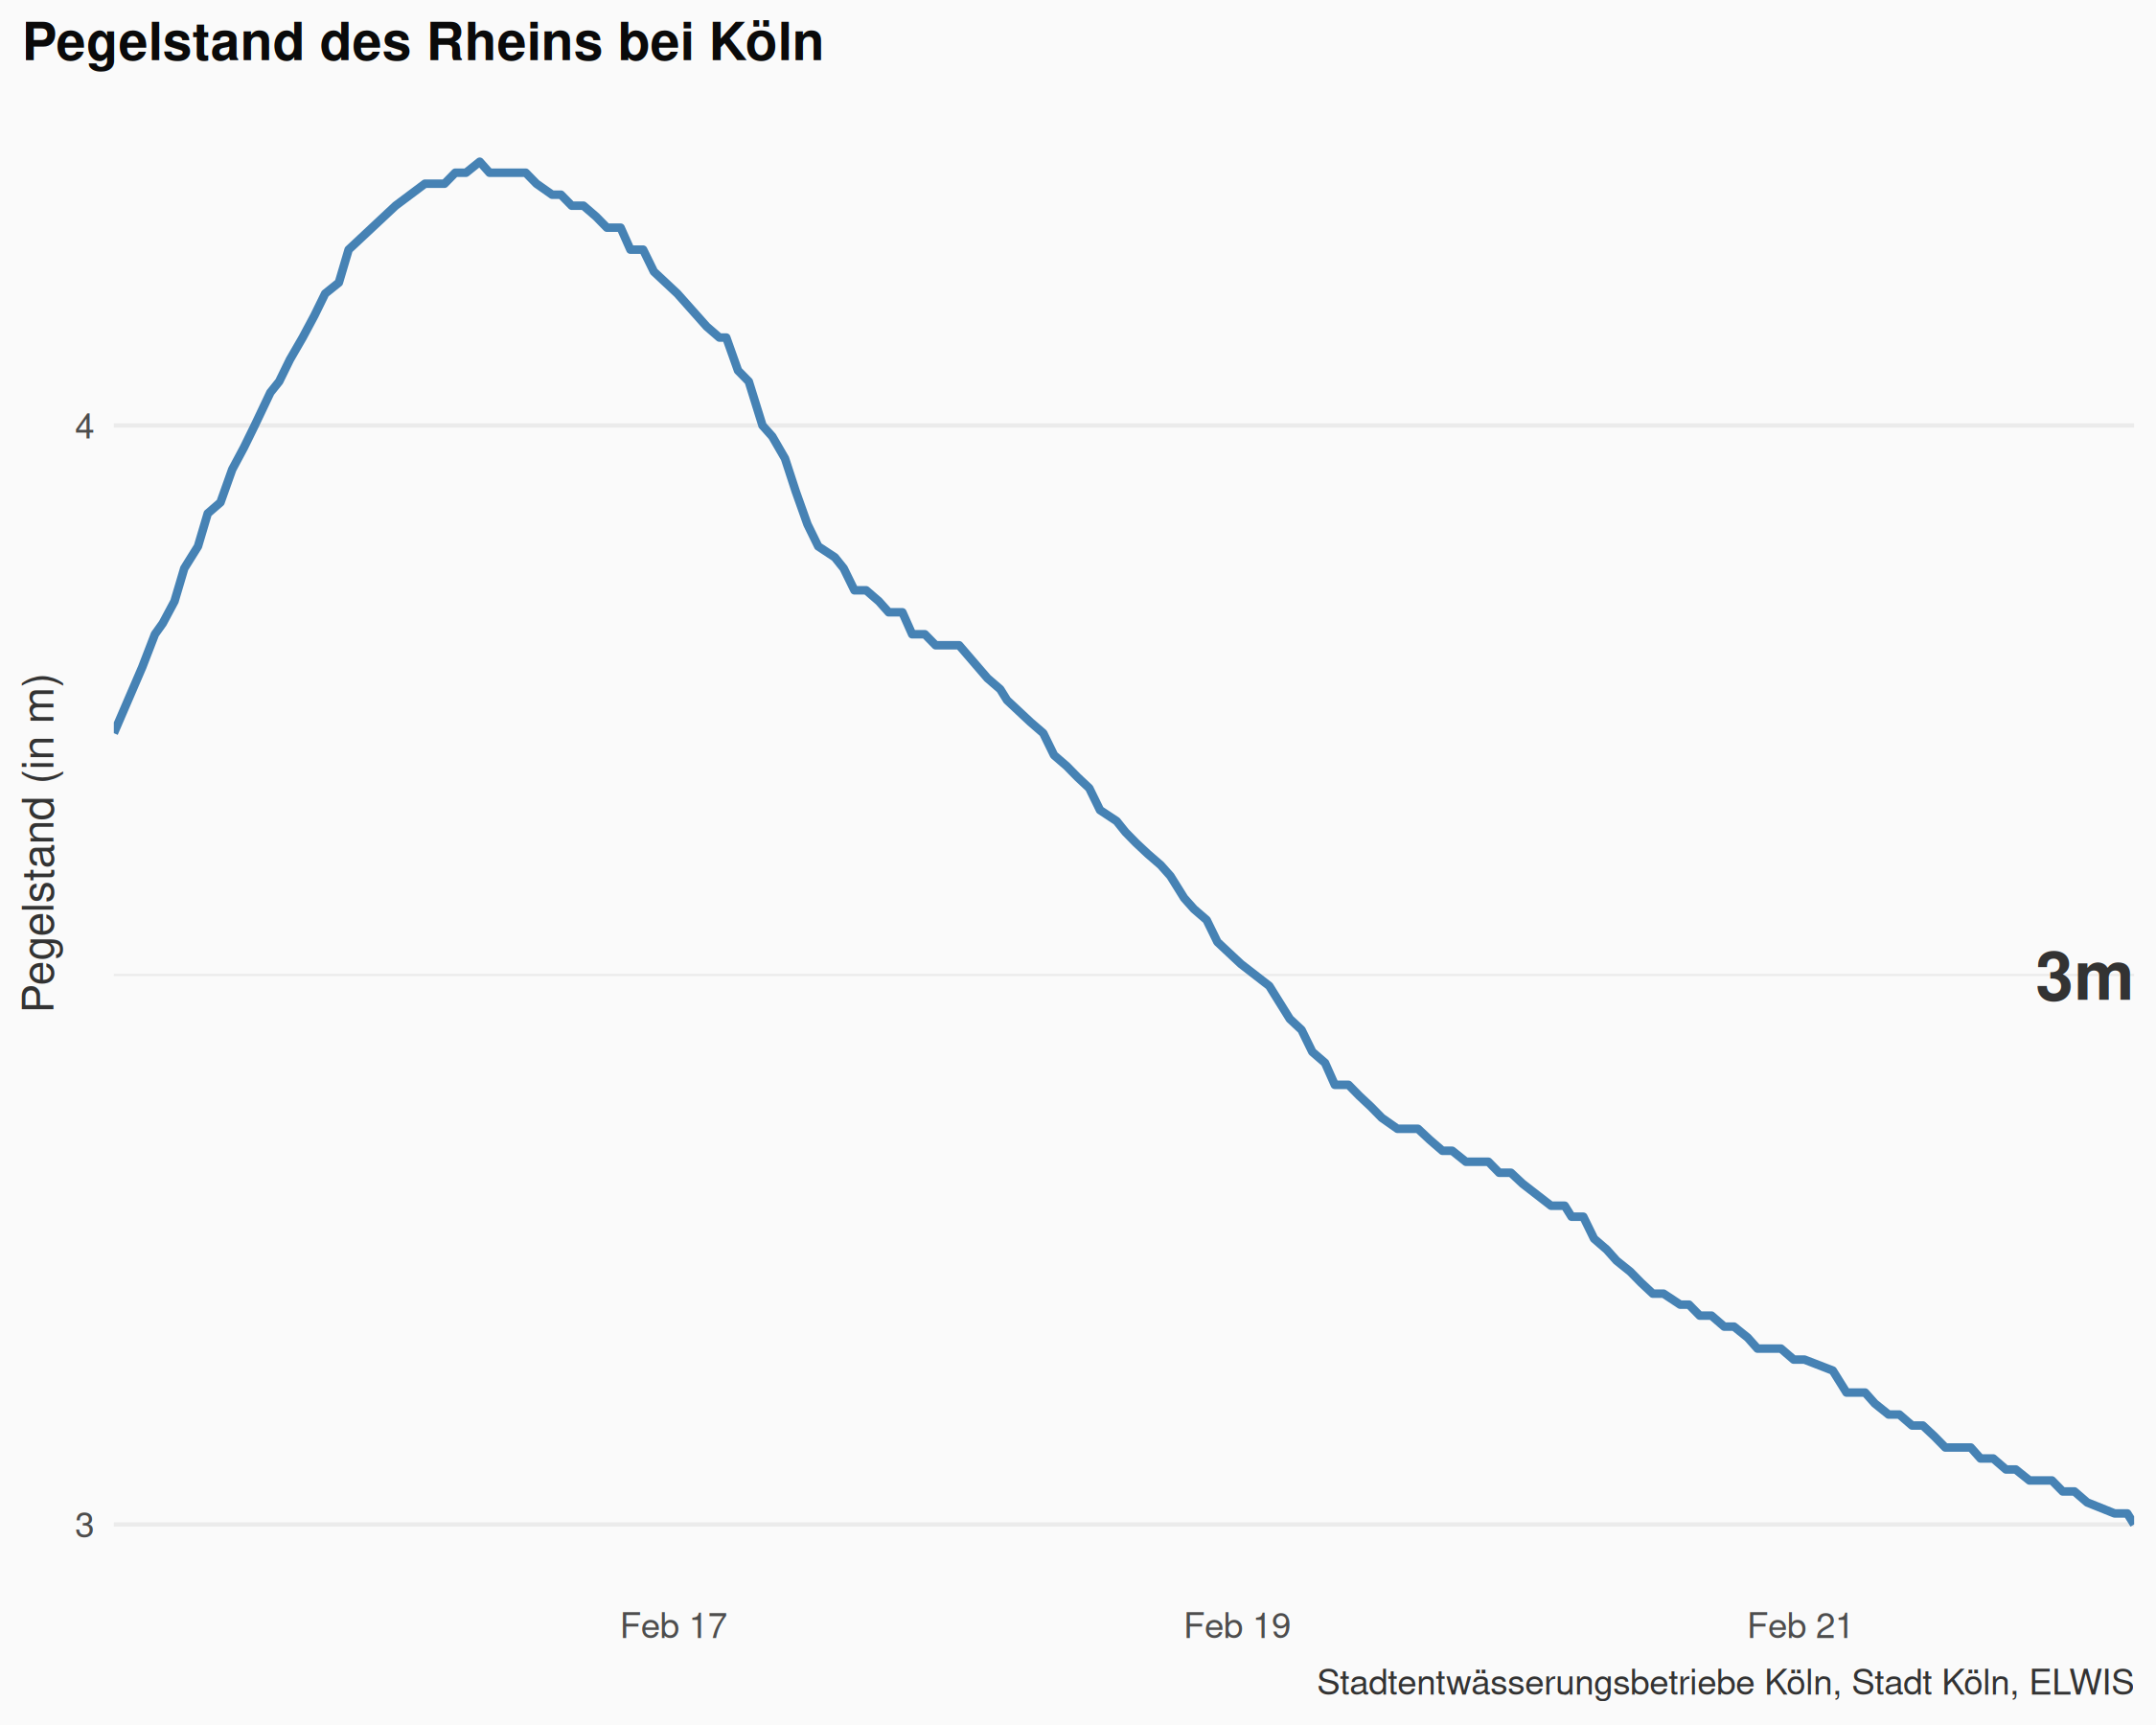 Pegelstand des Rheins bei Köln
4
Pegelstand (in m)
3m
3
Feb 17
Feb 19
Feb 21
Stadtentwässerungsbetriebe Köln, Stadt Köln, ELWIS